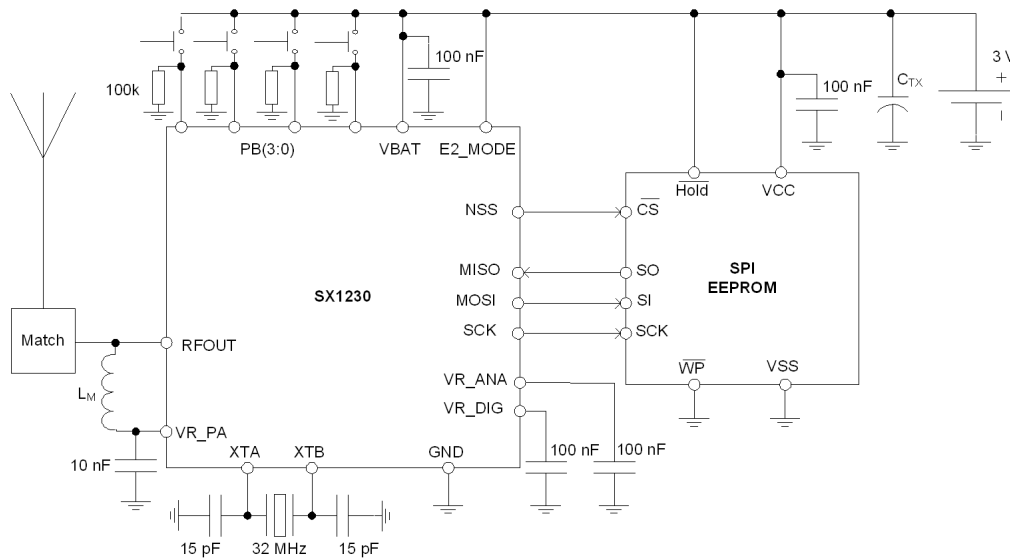 100 nF
3 V
+
100k
100 nF
CTX
PB(3:0)
VBAT
E2_MODE
Hold
VCC
NSS
CS
MISO
SO
SPI
EEPROM
SX1230
MOSI
SI
SCK
SCK
Match
RFOUT
WP
VSS
VR_ANA
LM
VR_DIG
VR_PA
XTA
XTB
GND
100 nF
100 nF
10 nF
15 pF
32 MHz
15 pF